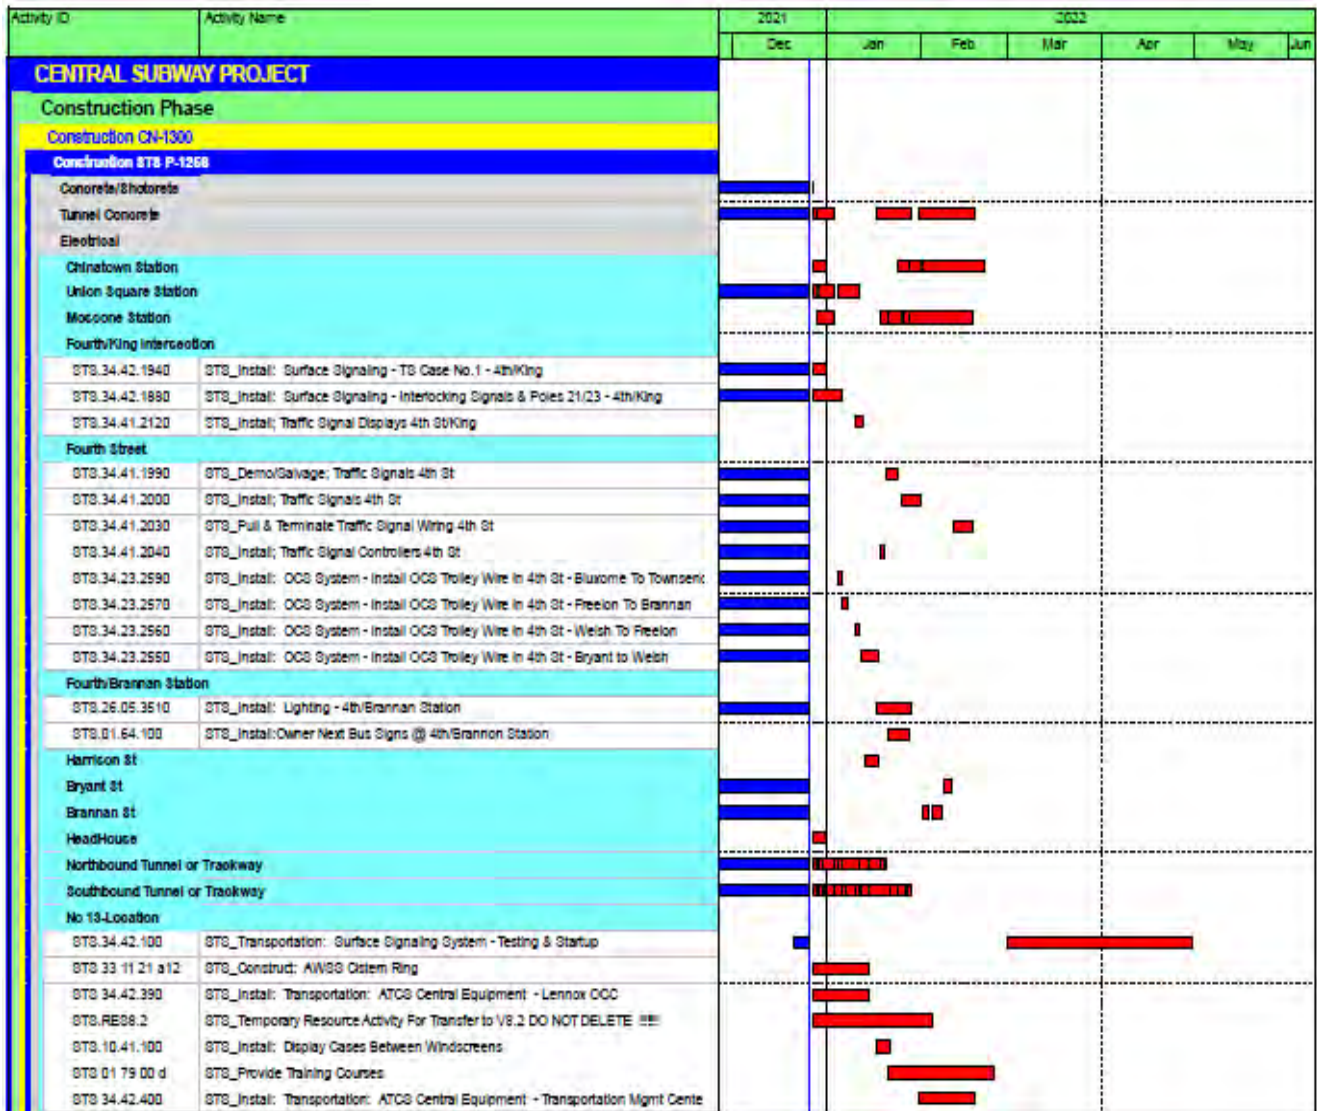 Activity ID Activity Name 2021 2022
Dec Jan Feb Mar Apr May Jun
CENTRAL SUBWAY PROJECT
Construction Phase
Construction CN-1300
Construction STS P-1256
Concrete/Shotcrete
Tunnel Concrete
Electrical
Chinatown Station
Union Square Station
Moscone Station
Fourth/King Intersection
STS.34.42.1940 STS_Install: Surface Signaling - TS Case No.1 - 4th/King
STS.34.42.1880 STS_Install: Surface Signaling - Interlocking Signals & Poles 21/23 - 4th/King
STS.34.41.2120 STS_Install; Traffic Signal Displays 4th St/King
Fourth Street
STS.34.41.1990 STS_Demo/Salvage; Traffic Signals 4th St
STS.34.41.2000 STS_Install; Traffic Signals 4th St
STS.34.41.2030 STS_Pull & Terminate Traffic Signal Wiring 4th St
STS.34.41.2040 STS_Install; Traffic Signal Controllers 4th St
STS.34.23.2590 STS_Install: OCS System - Install OCS Trolley Wire in 4th St - Bluxome To Townsend
STS.34.23.2570 STS_Install: OCS System - Install OCS Trolley Wire in 4th St - Freelon To Brannan
STS.34.23.2560 STS_Install: OCS System - Install OCS Trolley Wire in 4th St - Welsh To Freelon
STS.34.23.2550 STS_Install: OCS System - Install OCS Trolley Wire in 4th St - Bryant to Welsh
Fourth/Brannan Station
STS.26.05.3510 STS_Install: Lighting - 4th/Brannan Station
STS.01.64.100 STS_Install:Owner Next Bus Signs @ 4th/Brannon Station
Harrison St
Bryant St
Brannan St
HeadHouse
Northbound Tunnel or Trackway
Southbound Tunnel or Trackway
No 13-Location
STS.34.42.100 STS_Transportation: Surface Signaling System - Testing & Startup
STS 33 11 21 a12 STS_Construct: AWSS Cistern Ring
STS 34.42.390 STS_Install: Transportation: ATCS Central Equipment - Lennox OCC
STS.RES8.2 STS_Temporary Resource Activity For Transfer to V8.2 DO NOT DELETE !!!!!
STS.10.41.100 STS_Install: Display Cases Between Windscreens
STS 01 79 00 d STS_Provide Training Courses
STS 34.42.400 STS_Install: Transportation: ATCS Central Equipment - Transportation Mgmt Cente